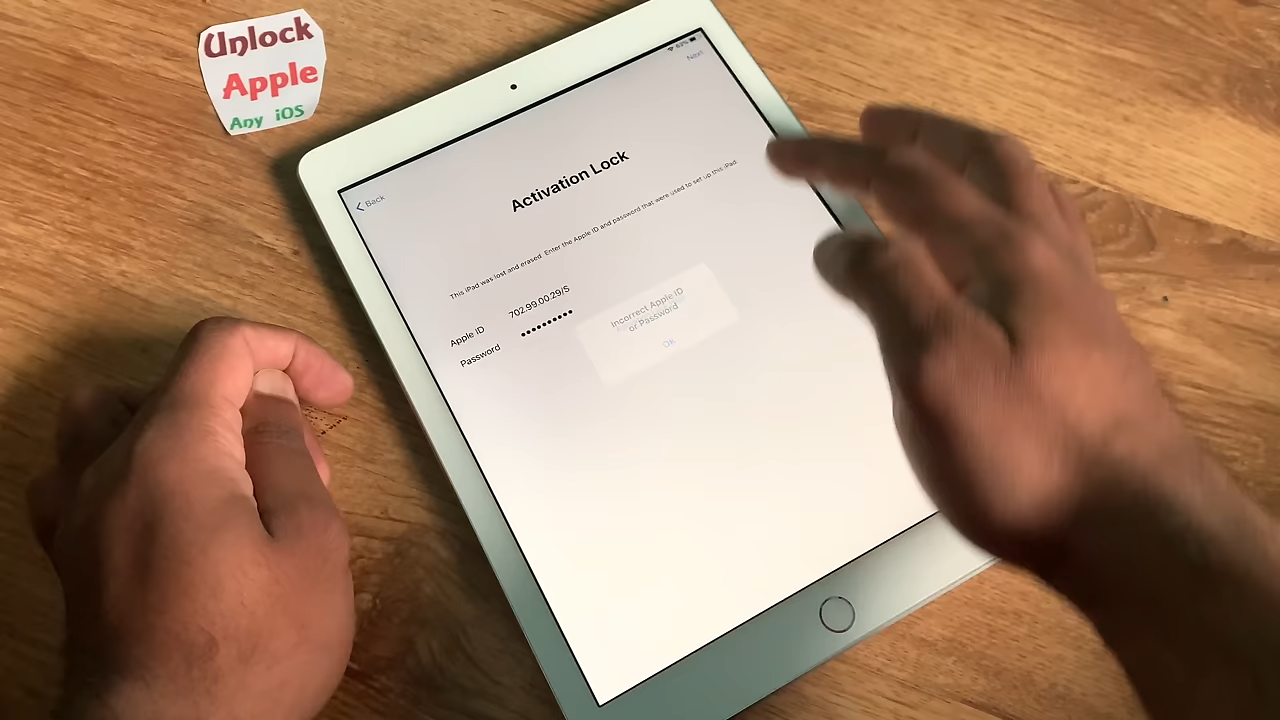 Unlock
Apple
Any iOS
63%
Next
Back
Activation Lock
This iPad was lost and erased. Enter the Apple ID and password that were used to set up this iPad.
Apple ID 702.99.00.29/S
Password ••••••••••
Incorrect Apple ID
or Password
OK